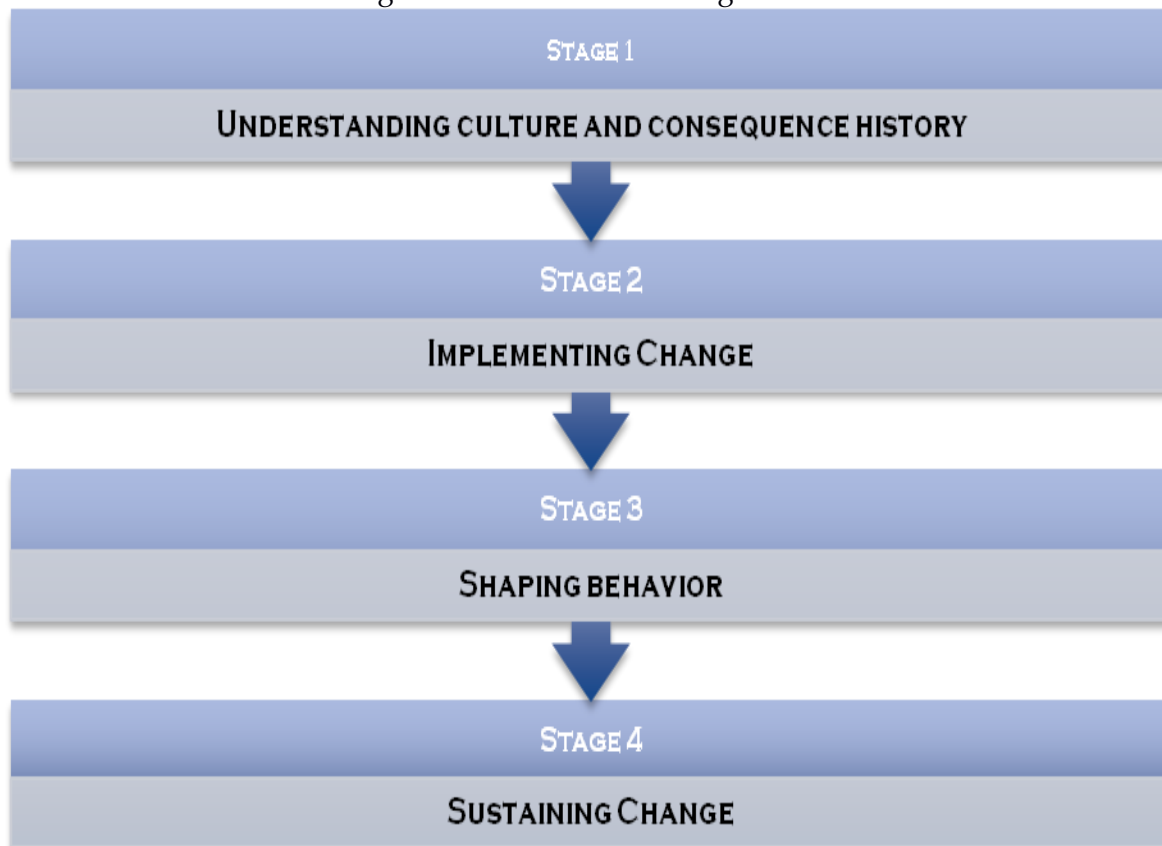 Stage 1
Understanding culture and consequence history
Stage 2
Implementing Change
Stage 3
Shaping behavior
Stage 4
Sustaining Change